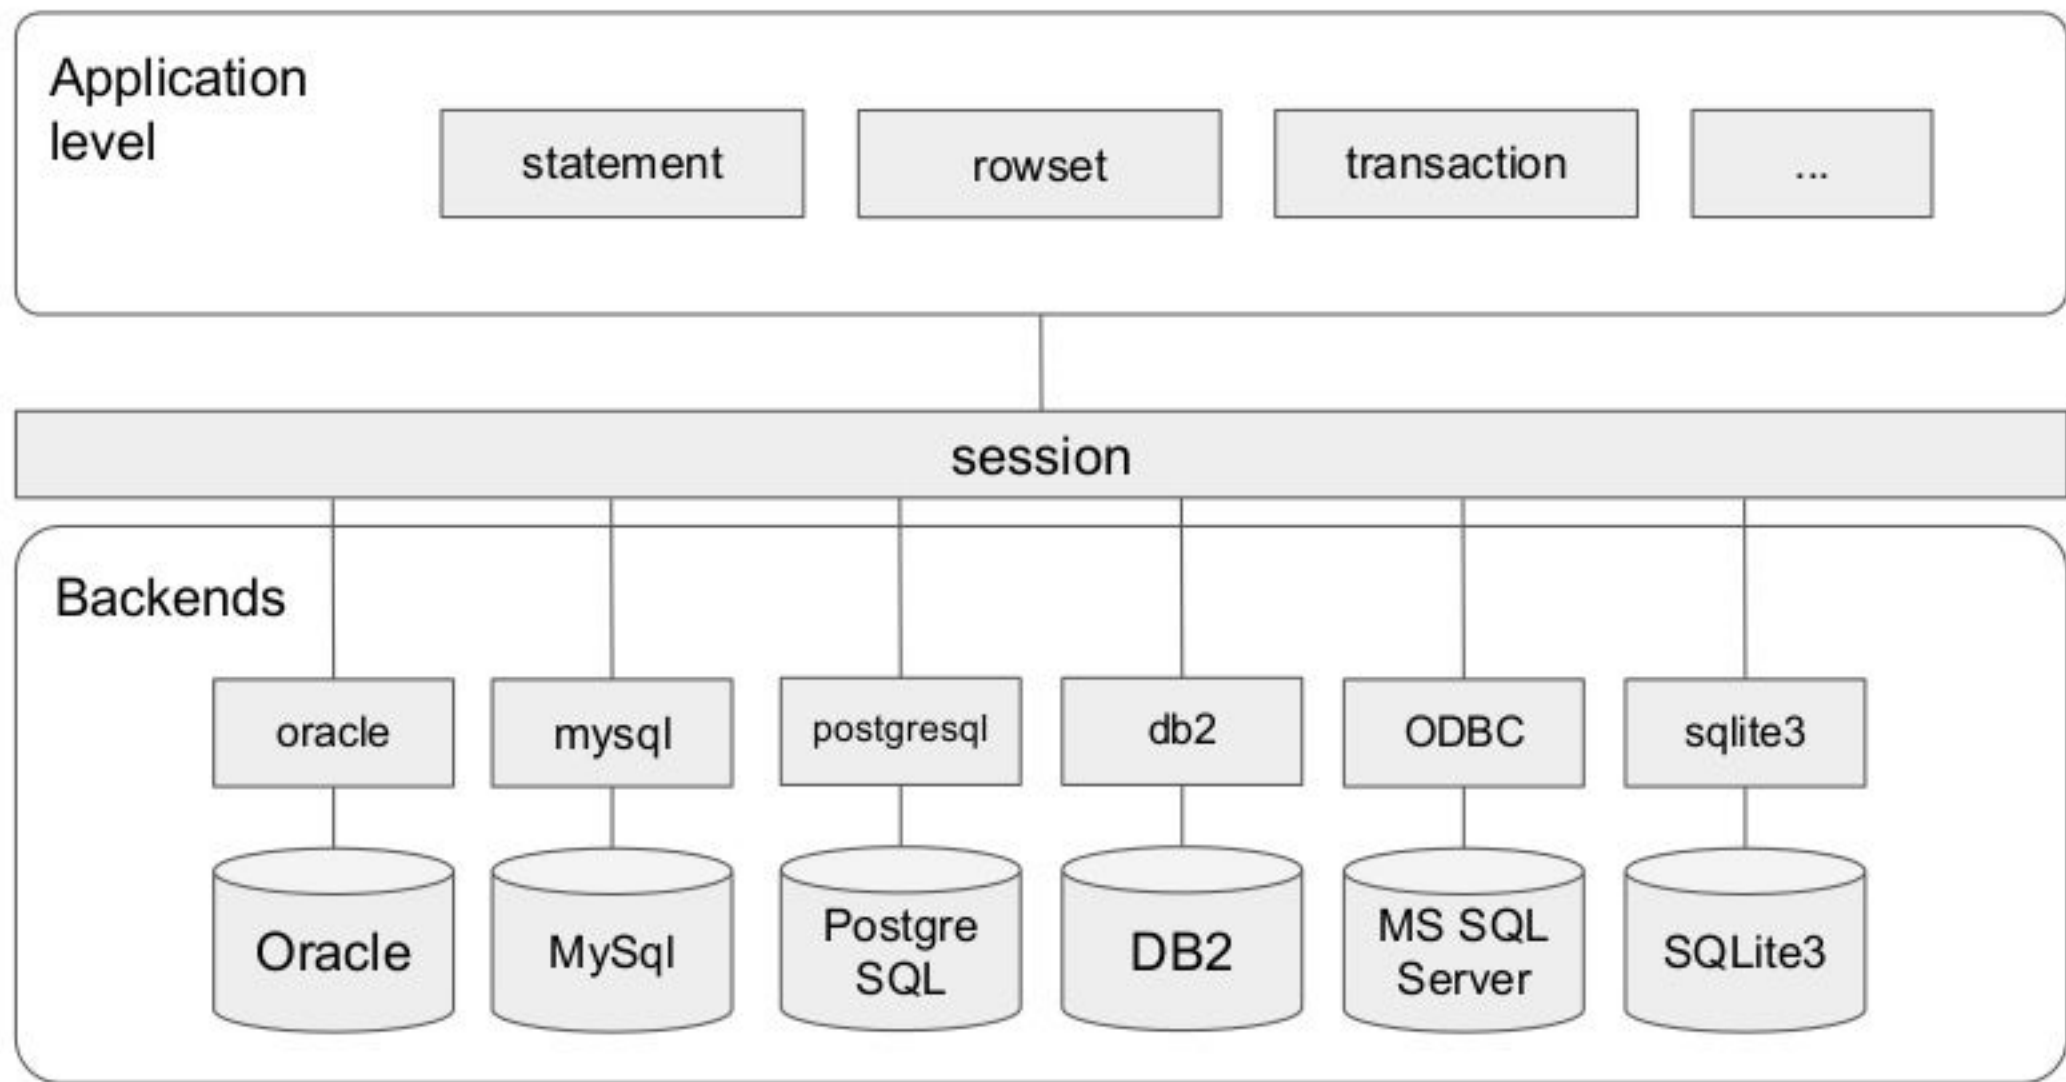 Application
level
statement
rowset
transaction
...
session
Backends
oracle
mysql
postgresql
db2
ODBC
sqlite3
Oracle
MySql
Postgre
SQL
DB2
MS SQL
Server
SQLite3